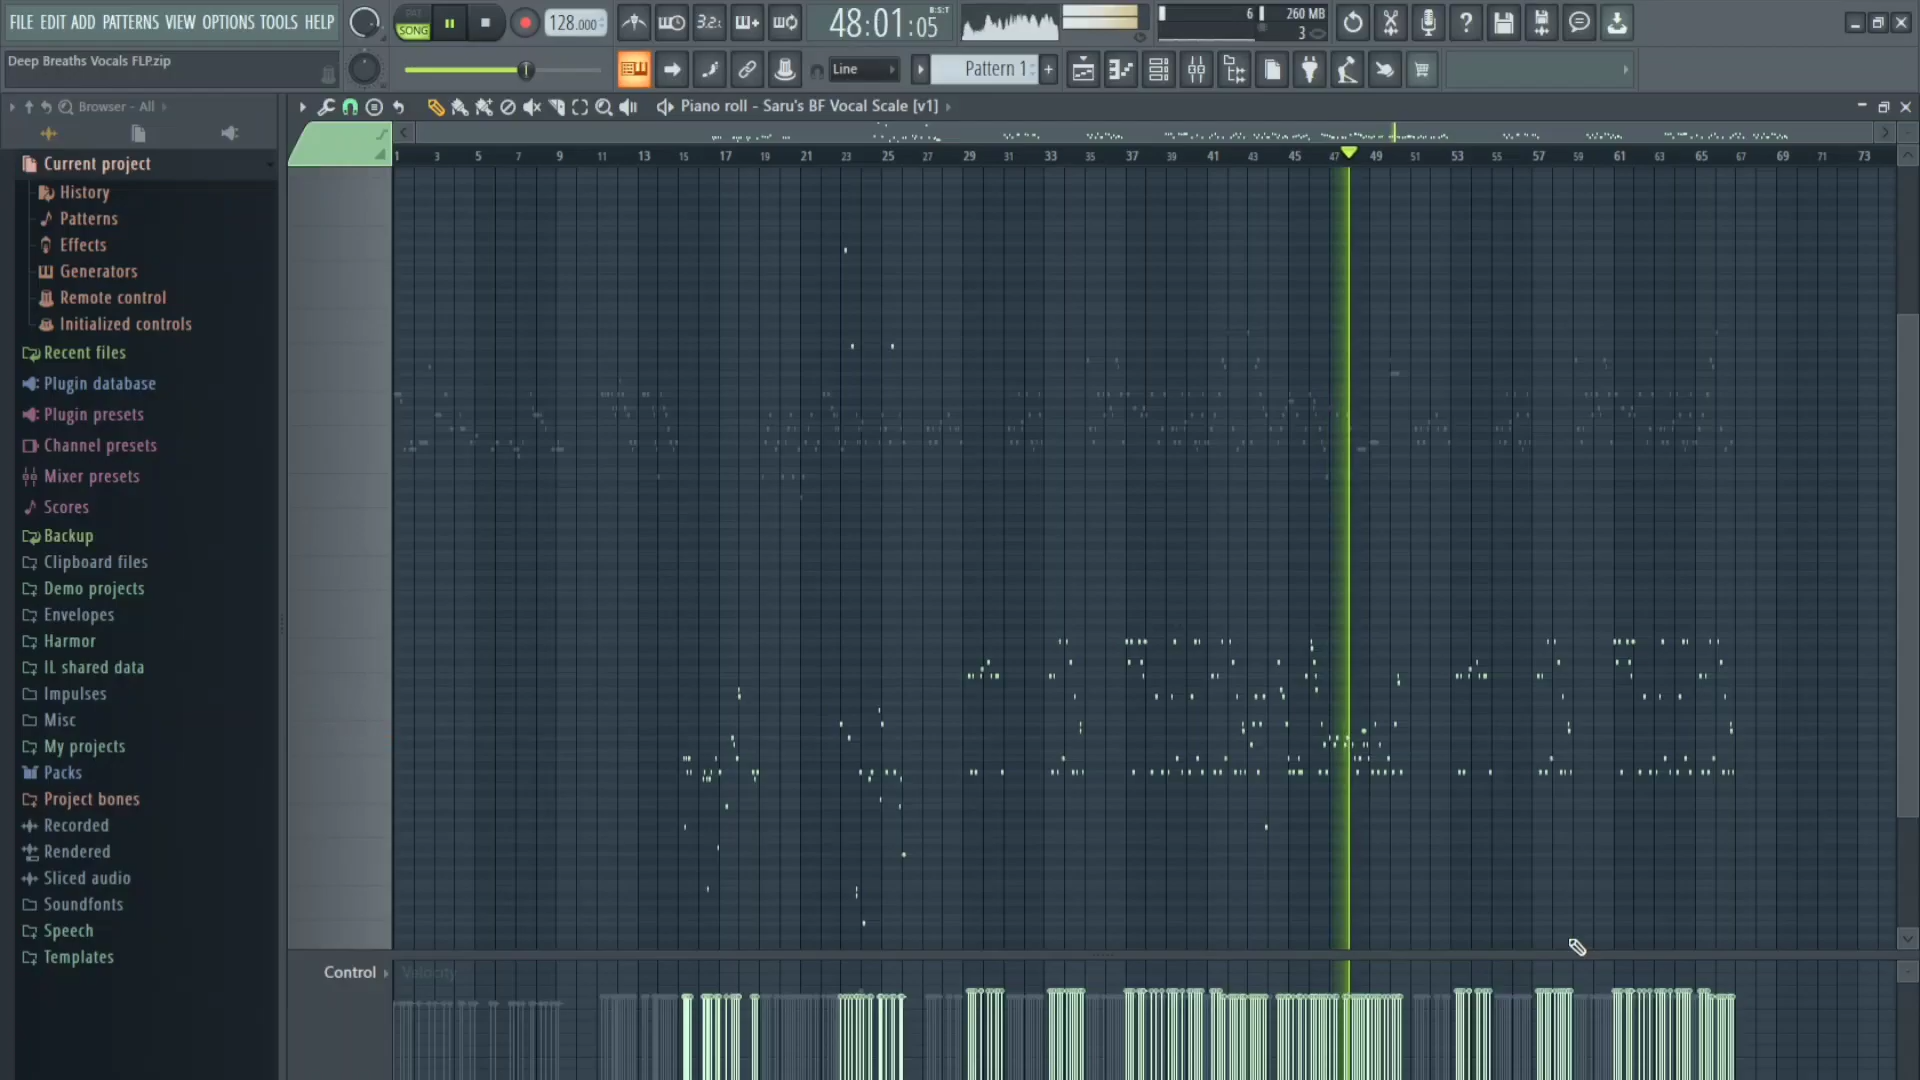 FILE EDIT ADD PATTERNS VIEW OPTIONS TOOLS HELP
SONG
128.000
3.2:
48:01:05
B:S:T
6
260 MB
3
Deep Breaths Vocals FLP.zip
Line
Pattern 1
+
Browser - All
Piano roll - Saru's BF Vocal Scale [v1]
1 3 5 7 9 11 13 15 17 19 21 23 25 27 29 31 33 35 37 39 41 43 45 47 49 51 53 55 57 59 61 63 65 67 69 71 73
Current project
History
Patterns
Effects
Generators
Remote control
Initialized controls
Recent files
Plugin database
Plugin presets
Channel presets
Mixer presets
Scores
Backup
Clipboard files
Demo projects
Envelopes
Harmor
IL shared data
Impulses
Misc
My projects
Packs
Project bones
Recorded
Rendered
Sliced audio
Soundfonts
Speech
Templates
Control
Velocity